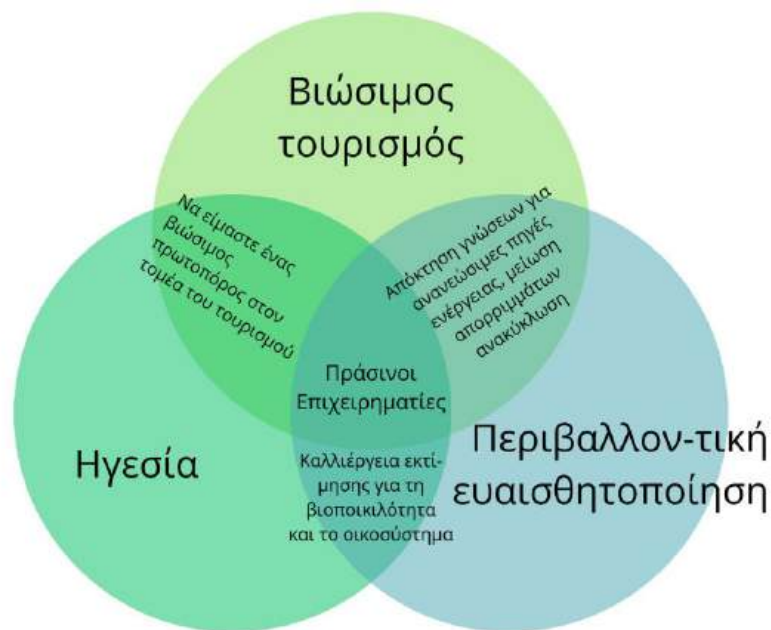 Βιώσιμος
τουρισμός
Να είμαστε ένας
βιώσιμος
πρωτοπόρος στον
τομέα του τουρισμού
Απόκτηση γνώσεων για
ανανεώσιμες πηγές
ενέργειας, μείωση
απορριμμάτων
ανακύκλωση
Πράσινοι
Επιχειρηματίες
Ηγεσία
Περιβαλλον-τική
ευαισθητοποίηση
Καλλιέργεια εκτί-
μησης για τη
βιοποικιλότητα
και το οικοσύστημα